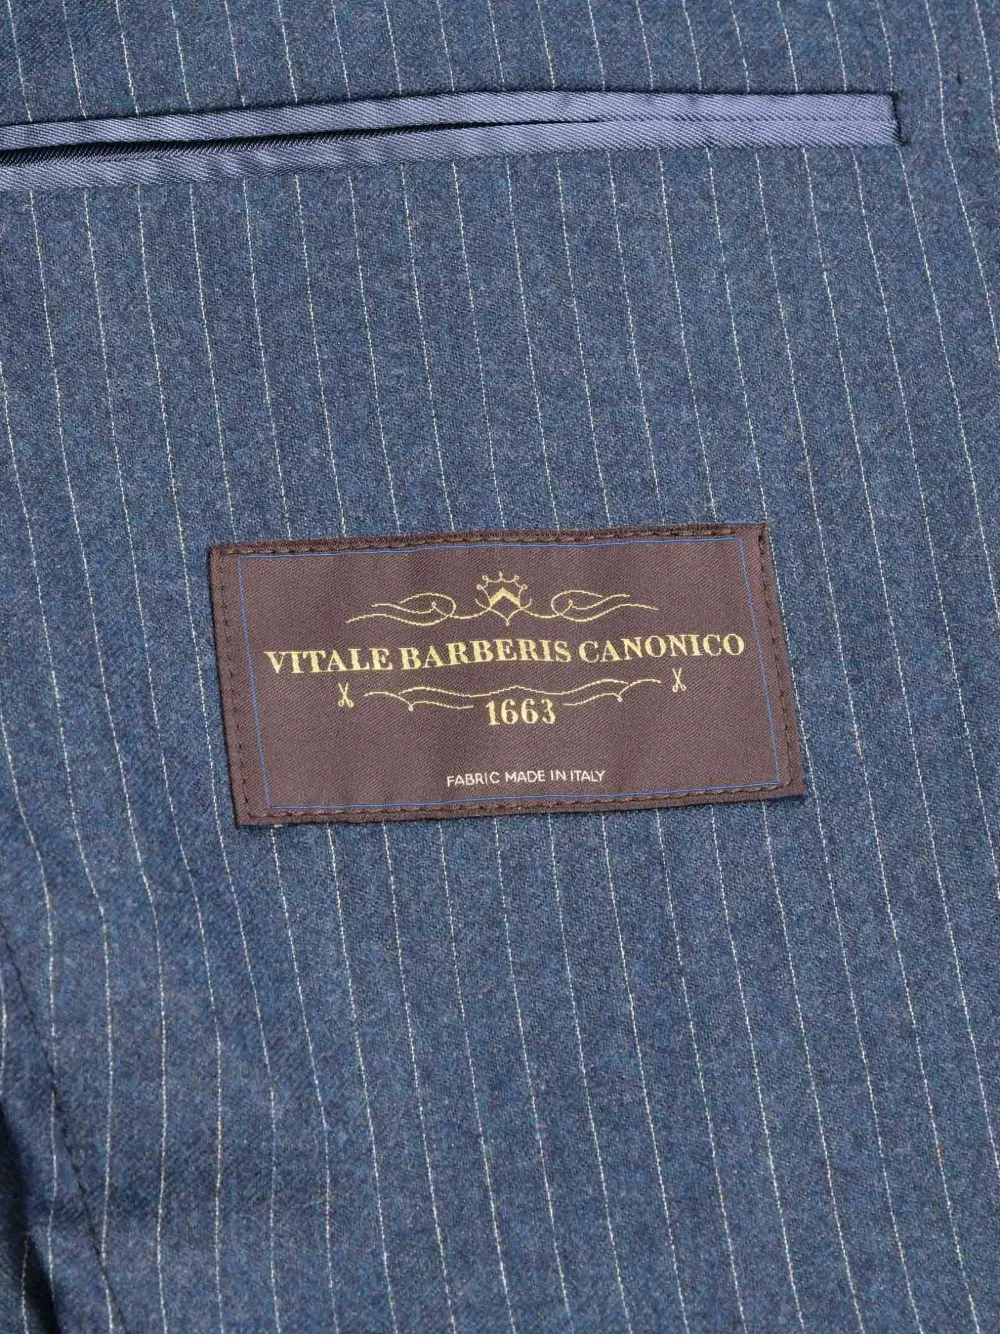 VITALE BARBERIS CANONICO
1663
FABRIC MADE IN ITALY